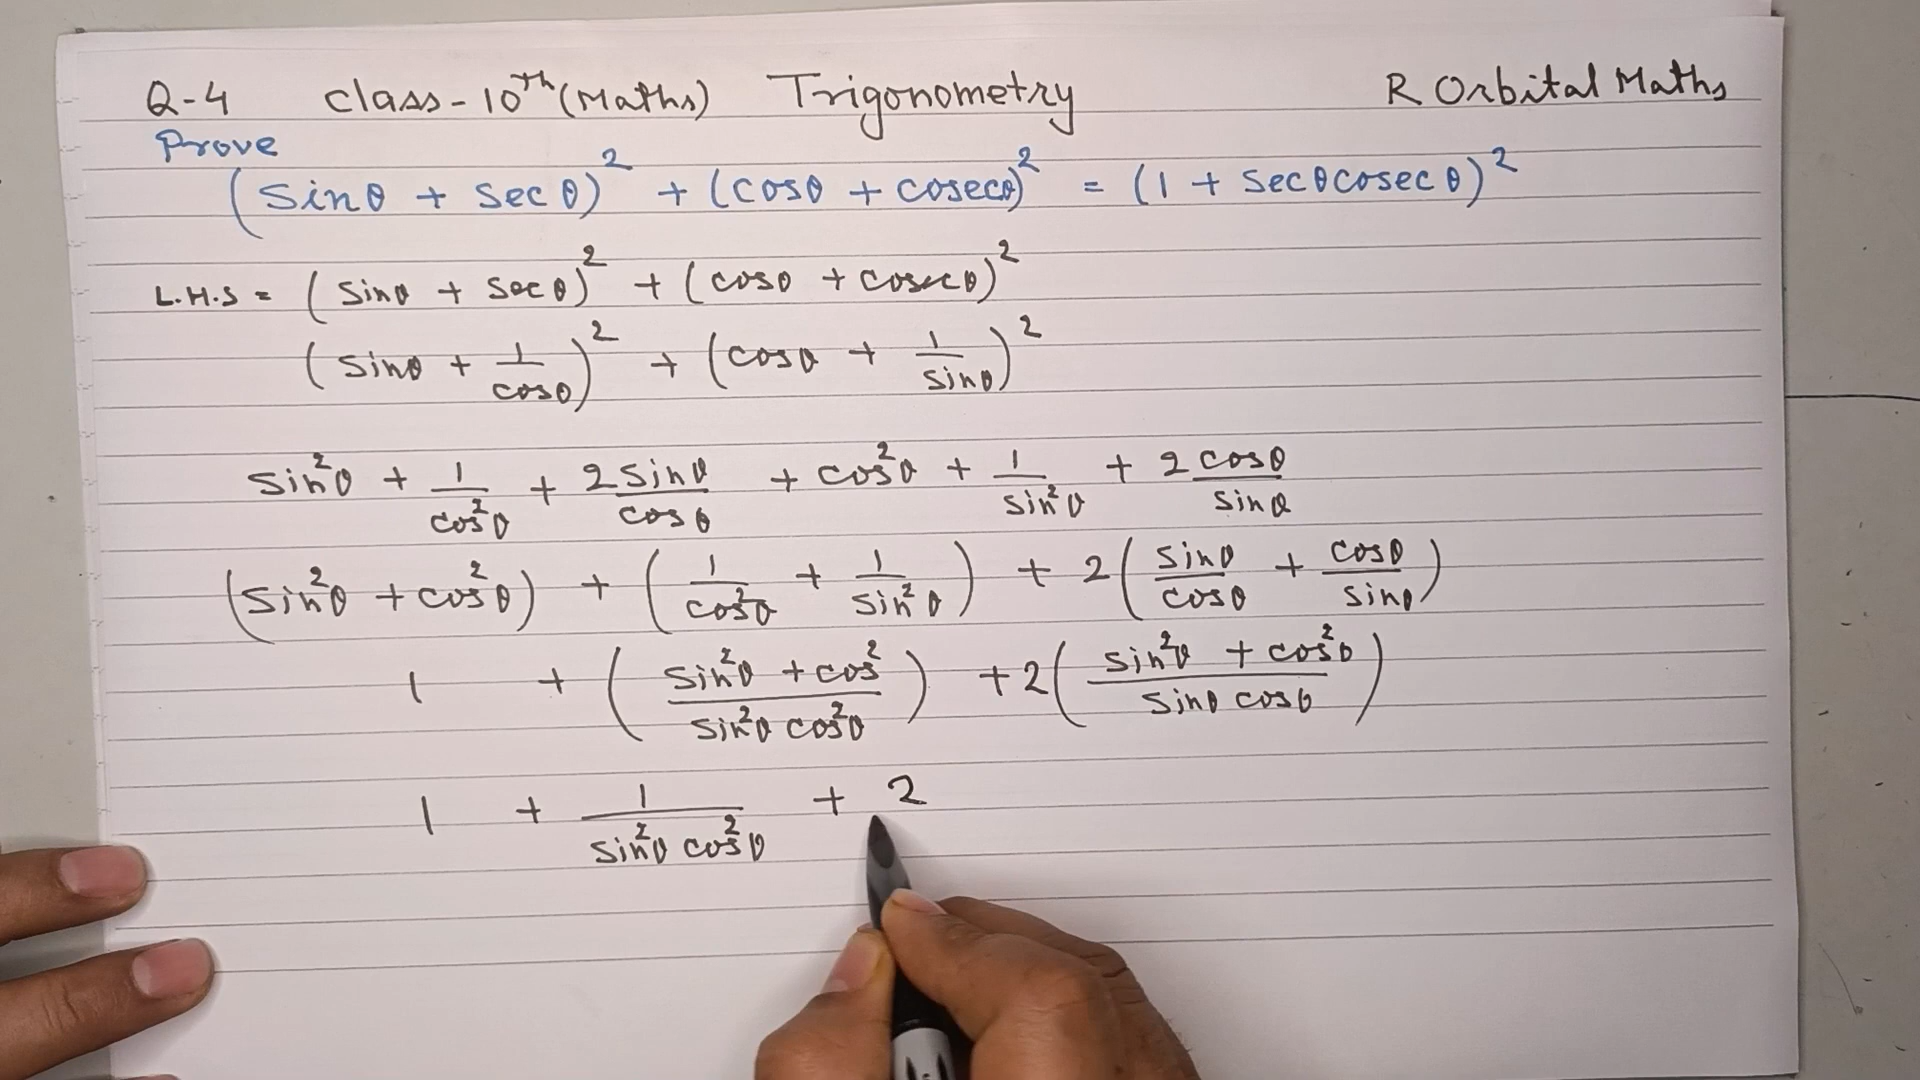 Q-4 Class-10th (Maths) Trigonometry R Orbital Maths
Prove
(Sinθ + Sec θ)² + (cosθ + cosecθ)² = (1 + Secθcosecθ)²
L.H.S = (Sinθ + Secθ)² + (cosθ + cosecθ)²
(Sinθ + 1/cosθ)² + (cosθ + 1/sinθ)²
Sin²θ + 1/cos²θ + 2Sinθ/cosθ + cos²θ + 1/Sin²θ + 2cosθ/Sinθ
(Sin²θ + cos²θ) + (1/cos²θ + 1/Sin²θ) + 2(Sinθ/cosθ + cosθ/Sinθ)
1 + (Sin²θ + cos²/Sin²θ cos²θ) + 2(Sin²θ + cos²θ/Sinθ cosθ)
1 + 1/Sin²θ cos²θ + 2